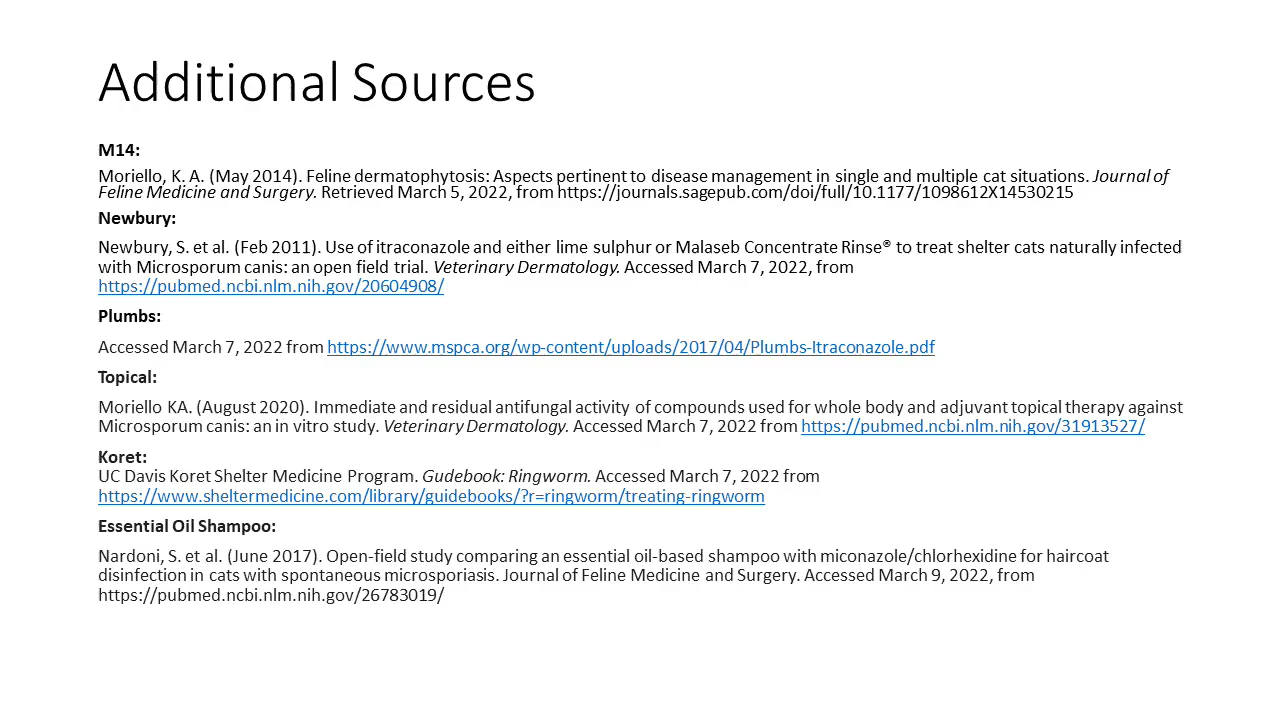 Additional Sources
M14:
Moriello, K. A. (May 2014). Feline dermatophytosis: Aspects pertinent to disease management in single and multiple cat situations. Journal of
Feline Medicine and Surgery. Retrieved March 5, 2022, from https://journals.sagepub.com/doi/full/10.1177/1098612X14530215
Newbury:
Newbury, S. et al. (Feb 2011). Use of itraconazole and either lime sulphur or Malaseb Concentrate Rinse® to treat shelter cats naturally infected
with Microsporum canis: an open field trial. Veterinary Dermatology. Accessed March 7, 2022, from
https://pubmed.ncbi.nlm.nih.gov/20604908/
Plumbs:
Accessed March 7, 2022 from https://www.mspca.org/wp-content/uploads/2017/04/Plumbs-Itraconazole.pdf
Topical:
Moriello KA. (August 2020). Immediate and residual antifungal activity of compounds used for whole body and adjuvant topical therapy against
Microsporum canis: an in vitro study. Veterinary Dermatology. Accessed March 7, 2022 from https://pubmed.ncbi.nlm.nih.gov/31913527/
Koret:
UC Davis Koret Shelter Medicine Program. Gudebook: Ringworm. Accessed March 7, 2022 from
https://www.sheltermedicine.com/library/guidebooks/?r=ringworm/treating-ringworm
Essential Oil Shampoo:
Nardoni, S. et al. (June 2017). Open-field study comparing an essential oil-based shampoo with miconazole/chlorhexidine for haircoat
disinfection in cats with spontaneous microsporiasis. Journal of Feline Medicine and Surgery. Accessed March 9, 2022, from
https://pubmed.ncbi.nlm.nih.gov/26783019/